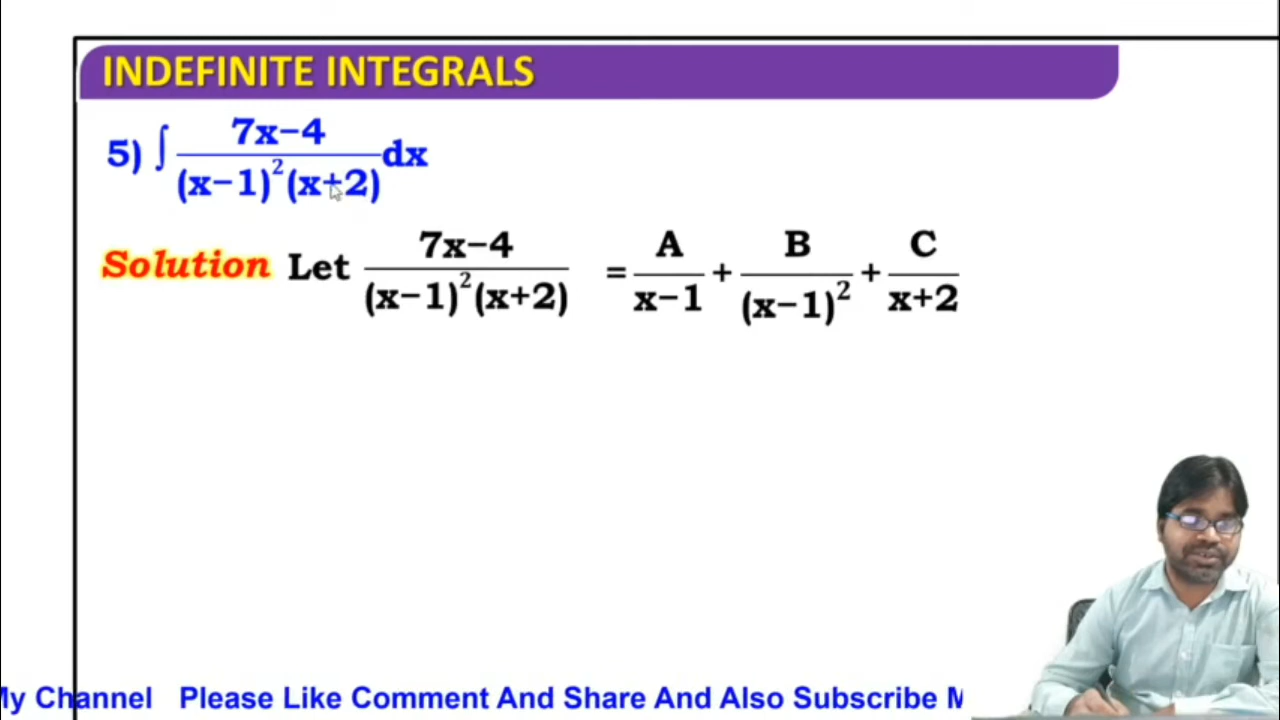 INDEFINITE INTEGRALS
5) ∫ 7x−4 / (x−1)²(x+2) dx
Solution Let 7x−4 / (x−1)²(x+2) = A / x−1 + B / (x−1)² + C / x+2
My Channel Please Like Comment And Share And Also Subscribe M